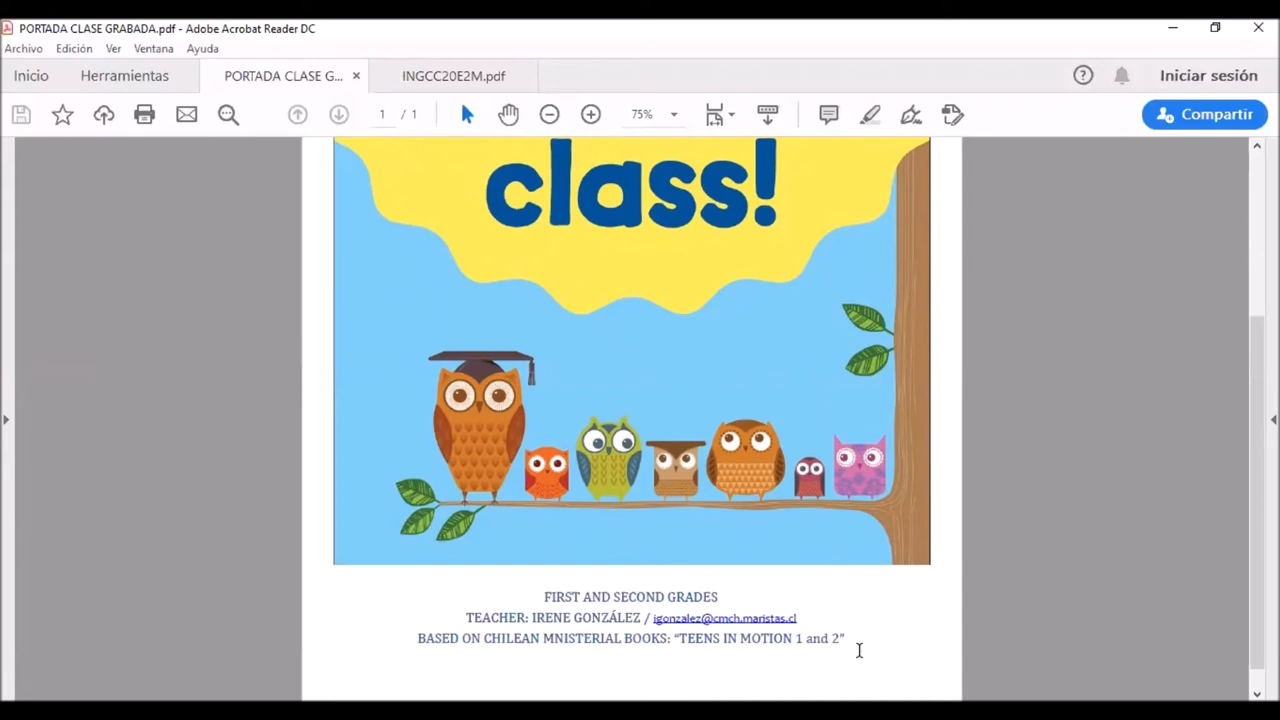 PORTADA CLASE GRABADA.pdf - Adobe Acrobat Reader DC
Archivo Edición Ver Ventana Ayuda
Inicio Herramientas PORTADA CLASE G... × INGCC20E2M.pdf Iniciar sesión
1 / 1 75% Compartir
class!
FIRST AND SECOND GRADES
TEACHER: IRENE GONZÁLEZ / igonzalez@cmch.maristas.cl
BASED ON CHILEAN MNISTERIAL BOOKS: “TEENS IN MOTION 1 and 2”